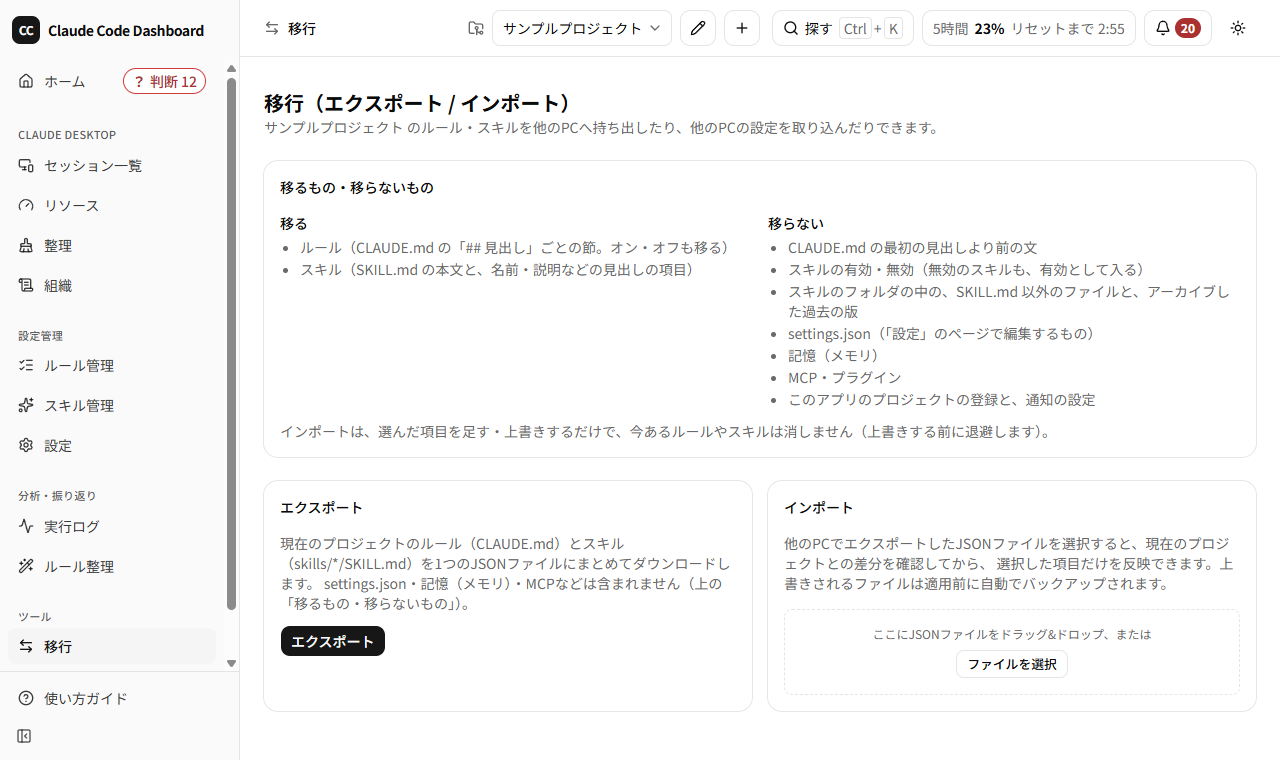 CC Claude Code Dashboard
移行
サンプルプロジェクト
探す Ctrl + K
5時間 23% リセットまで 2:55
20
ホーム
? 判断 12
CLAUDE DESKTOP
セッション一覧
リソース
整理
組織
設定管理
ルール管理
スキル管理
設定
分析・振り返り
実行ログ
ルール整理
ツール
移行
使い方ガイド
移行（エクスポート / インポート）
サンプルプロジェクト のルール・スキルを他のPCへ持ち出したり、他のPCの設定を取り込んだりできます。
移るもの・移らないもの
移る
ルール（CLAUDE.md の「## 見出し」ごとの節。オン・オフも移る）
スキル（SKILL.md の本文と、名前・説明などの見出しの項目）
移らない
CLAUDE.md の最初の見出しより前の文
スキルの有効・無効（無効のスキルも、有効として入る）
スキルのフォルダの中の、SKILL.md 以外のファイルと、アーカイブし
た過去の版
settings.json（「設定」のページで編集するもの）
記憶（メモリ）
MCP・プラグイン
このアプリのプロジェクトの登録と、通知の設定
インポートは、選んだ項目を足す・上書きするだけで、今あるルールやスキルは消しません（上書きする前に退避します）。
エクスポート
現在のプロジェクトのルール（CLAUDE.md）とスキル
（skills/*/SKILL.md）を1つのJSONファイルにまとめてダウンロードし
ます。 settings.json・記憶（メモリ）・MCPなどは含まれません（上の
「移るもの・移らないもの」）。
エクスポート
インポート
他のPCでエクスポートしたJSONファイルを選択すると、現在のプロジ
ェクトとの差分を確認してから、 選択した項目だけを反映できます。上
書きされるファイルは適用前に自動でバックアップされます。
ここにJSONファイルをドラッグ&ドロップ、または
ファイルを選択